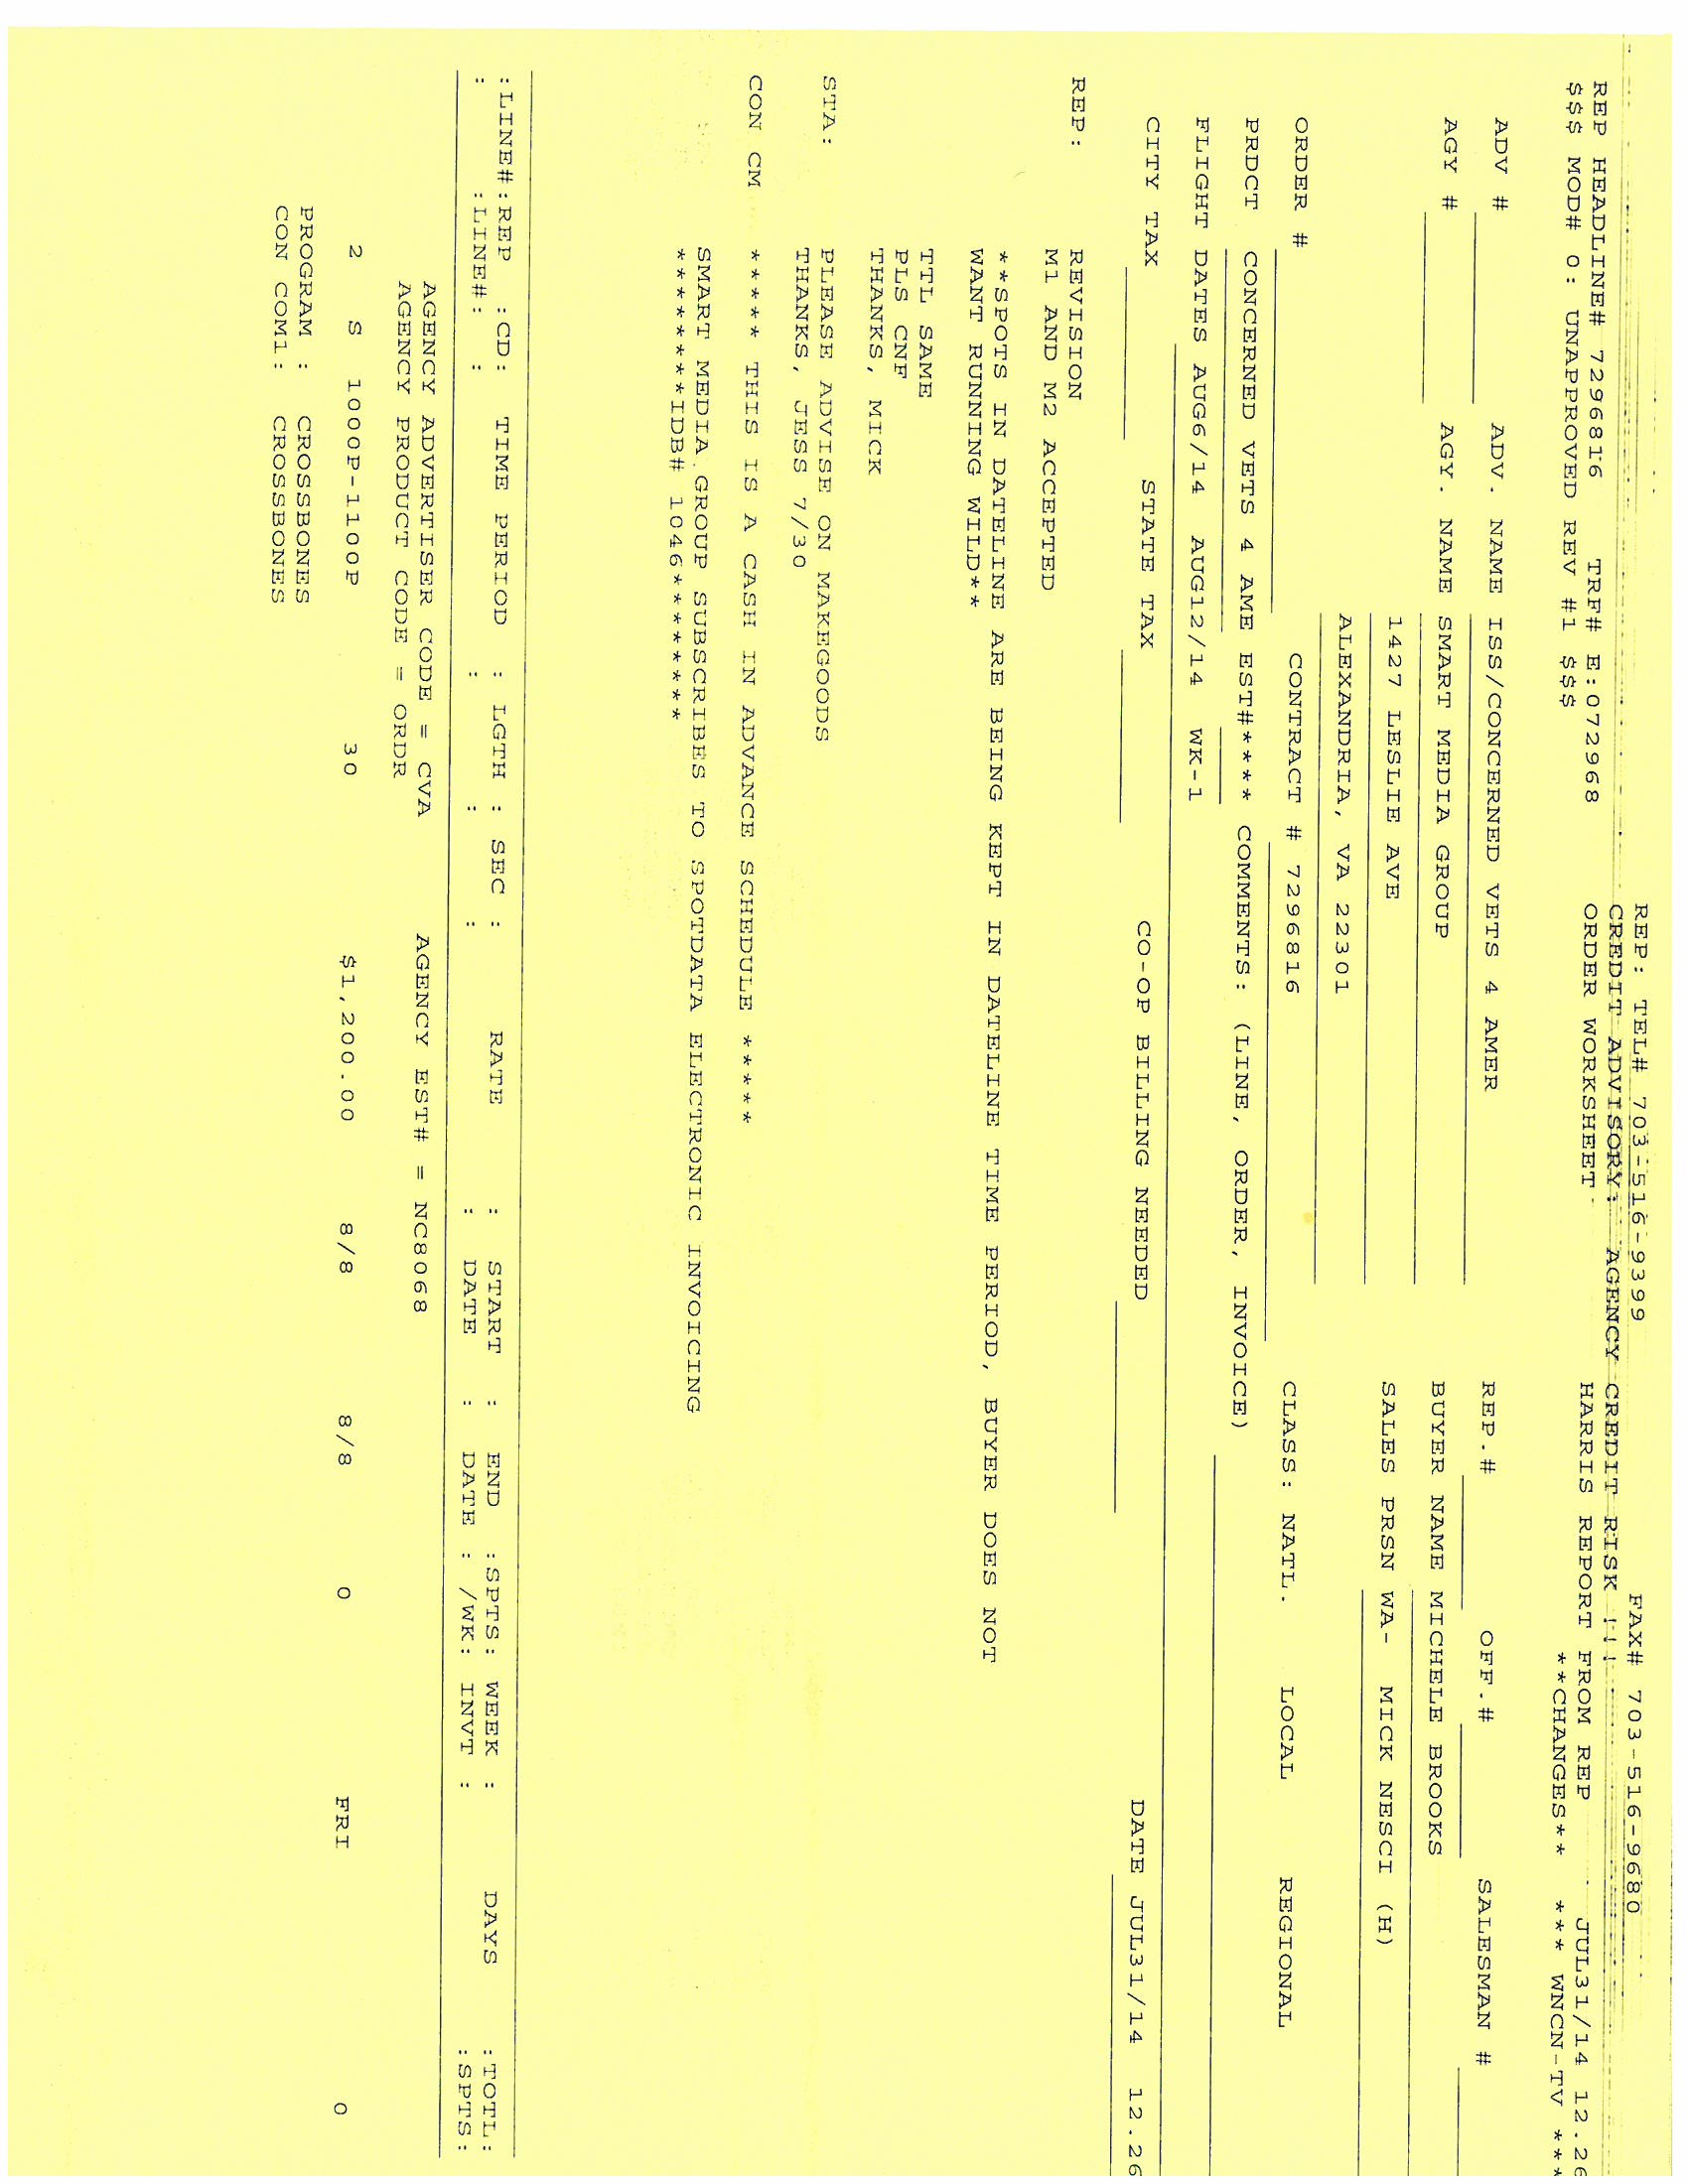 REP: TEL# 703-516-9399 FAX# 703-516-9680
CREDIT ADVISORY: AGENCY CREDIT RISK !!!
ORDER WORKSHEET HARRIS REPORT FROM REP JUL31/14 12.26
REP HEADLINE# 7296816 TRF# E:072968 **CHANGES** *** WNCN-TV ***
$$$ MOD# 0: UNAPPROVED REV #1 $$$
ADV # ADV. NAME ISS/CONCERNED VETS 4 AMER REP.# OFF.# SALESMAN #
AGY # AGY. NAME SMART MEDIA GROUP BUYER NAME MICHELE BROOKS
1427 LESLIE AVE SALES PRSN WA- MICK NESCI (H)
ALEXANDRIA, VA 22301
ORDER # CONTRACT # 7296816 CLASS: NATL. LOCAL REGIONAL
PRDCT CONCERNED VETS 4 AME EST#**** COMMENTS: (LINE, ORDER, INVOICE)
FLIGHT DATES AUG6/14 AUG12/14 WK-1
CITY TAX STATE TAX CO-OP BILLING NEEDED DATE JUL31/14 12.26
REP: REVISION
M1 AND M2 ACCEPTED
**SPOTS IN DATELINE ARE BEING KEPT IN DATELINE TIME PERIOD, BUYER DOES NOT
WANT RUNNING WILD**
TTL SAME
PLS CNF
THANKS, MICK
STA: PLEASE ADVISE ON MAKEGOODS
THANKS, JESS 7/30
CON CM ***** THIS IS A CASH IN ADVANCE SCHEDULE *****
SMART MEDIA GROUP SUBSCRIBES TO SPOTDATA ELECTRONIC INVOICING
*********IDB# 1046*********
:LINE#:REP :CD: TIME PERIOD : LGTH : SEC : RATE : START : END :SPTS: WEEK : DAYS :TOTL:
: :LINE#: : : : : : DATE : DATE : /WK: INVT : :SPTS:
AGENCY ADVERTISER CODE = CVA AGENCY EST# = NC8068
AGENCY PRODUCT CODE = ORDR
2 S 1000P-1100P 30 $1,200.00 8/8 8/8 0 FRI 0
PROGRAM : CROSSBONES
CON COM1: CROSSBONES